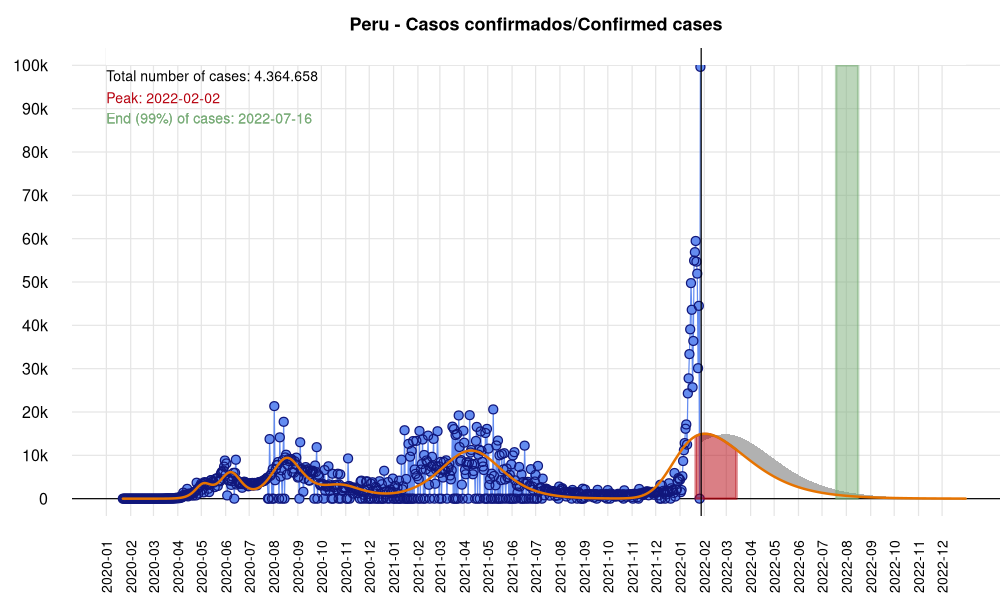 Peru - Casos confirmados/Confirmed cases
Total number of cases: 4.364.658
Peak: 2022-02-02
End (99%) of cases: 2022-07-16
100k
90k
80k
70k
60k
50k
40k
30k
20k
10k
0
2020-01
2020-02
2020-03
2020-04
2020-05
2020-06
2020-07
2020-08
2020-09
2020-10
2020-11
2020-12
2021-01
2021-02
2021-03
2021-04
2021-05
2021-06
2021-07
2021-08
2021-09
2021-10
2021-11
2021-12
2022-01
2022-02
2022-03
2022-04
2022-05
2022-06
2022-07
2022-08
2022-09
2022-10
2022-11
2022-12